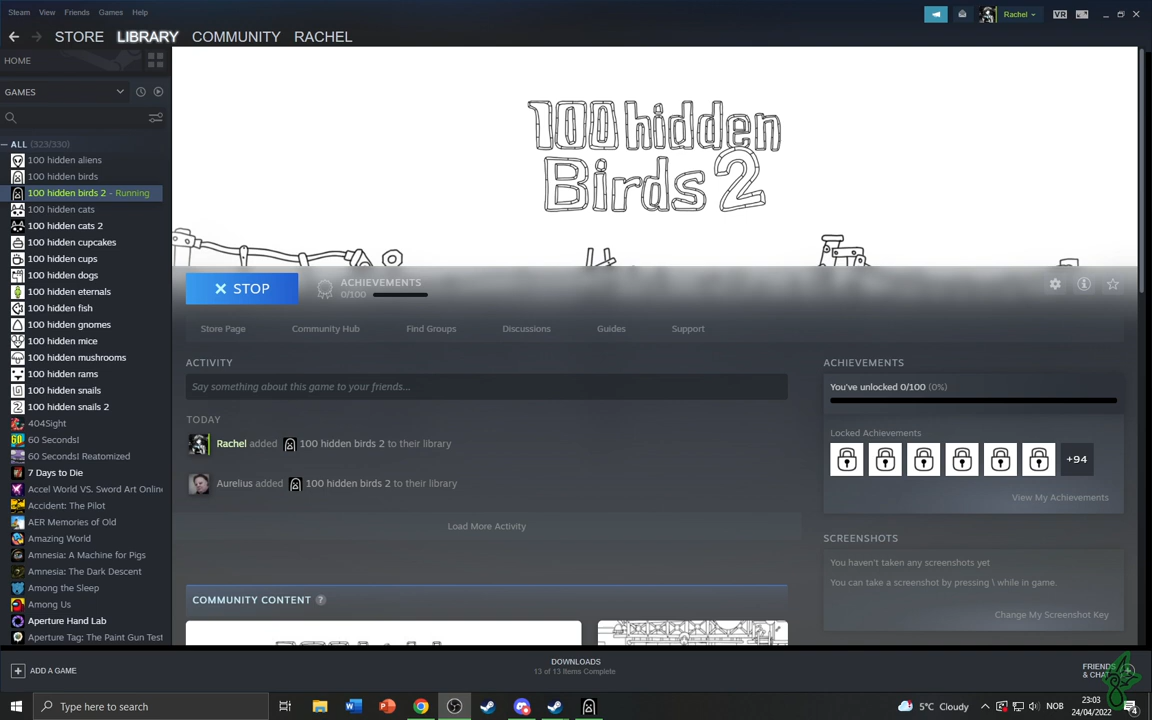 Steam View Friends Games Help
Rachel
VR
STORE LIBRARY COMMUNITY RACHEL
HOME
GAMES
ALL (323/330)
100 hidden aliens
100 hidden birds
100 hidden birds 2 - Running
100 hidden cats
100 hidden cats 2
100 hidden cupcakes
100 hidden cups
100 hidden dogs
100 hidden eternals
100 hidden fish
100 hidden gnomes
100 hidden mice
100 hidden mushrooms
100 hidden rams
100 hidden snails
100 hidden snails 2
404Sight
60 Seconds!
60 Seconds! Reatomized
7 Days to Die
Accel World VS. Sword Art Online
Accident: The Pilot
AER Memories of Old
Amazing World
Amnesia: A Machine for Pigs
Amnesia: The Dark Descent
Among the Sleep
Among Us
Aperture Hand Lab
Aperture Tag: The Paint Gun Test
100 hidden
Birds 2
STOP
ACHIEVEMENTS
0/100
Store Page Community Hub Find Groups Discussions Guides Support
ACTIVITY
Say something about this game to your friends...
TODAY
Rachel added 100 hidden birds 2 to their library
Aurelius added 100 hidden birds 2 to their library
Load More Activity
COMMUNITY CONTENT ?
ACHIEVEMENTS
You've unlocked 0/100 (0%)
Locked Achievements
+94
View My Achievements
SCREENSHOTS
You haven't taken any screenshots yet
You can take a screenshot by pressing \ while in game.
Change My Screenshot Key
ADD A GAME
DOWNLOADS
13 of 13 Items Complete
FRIENDS
& CHAT
Type here to search
5°C Cloudy
NOB
23:03
24/04/2022
4